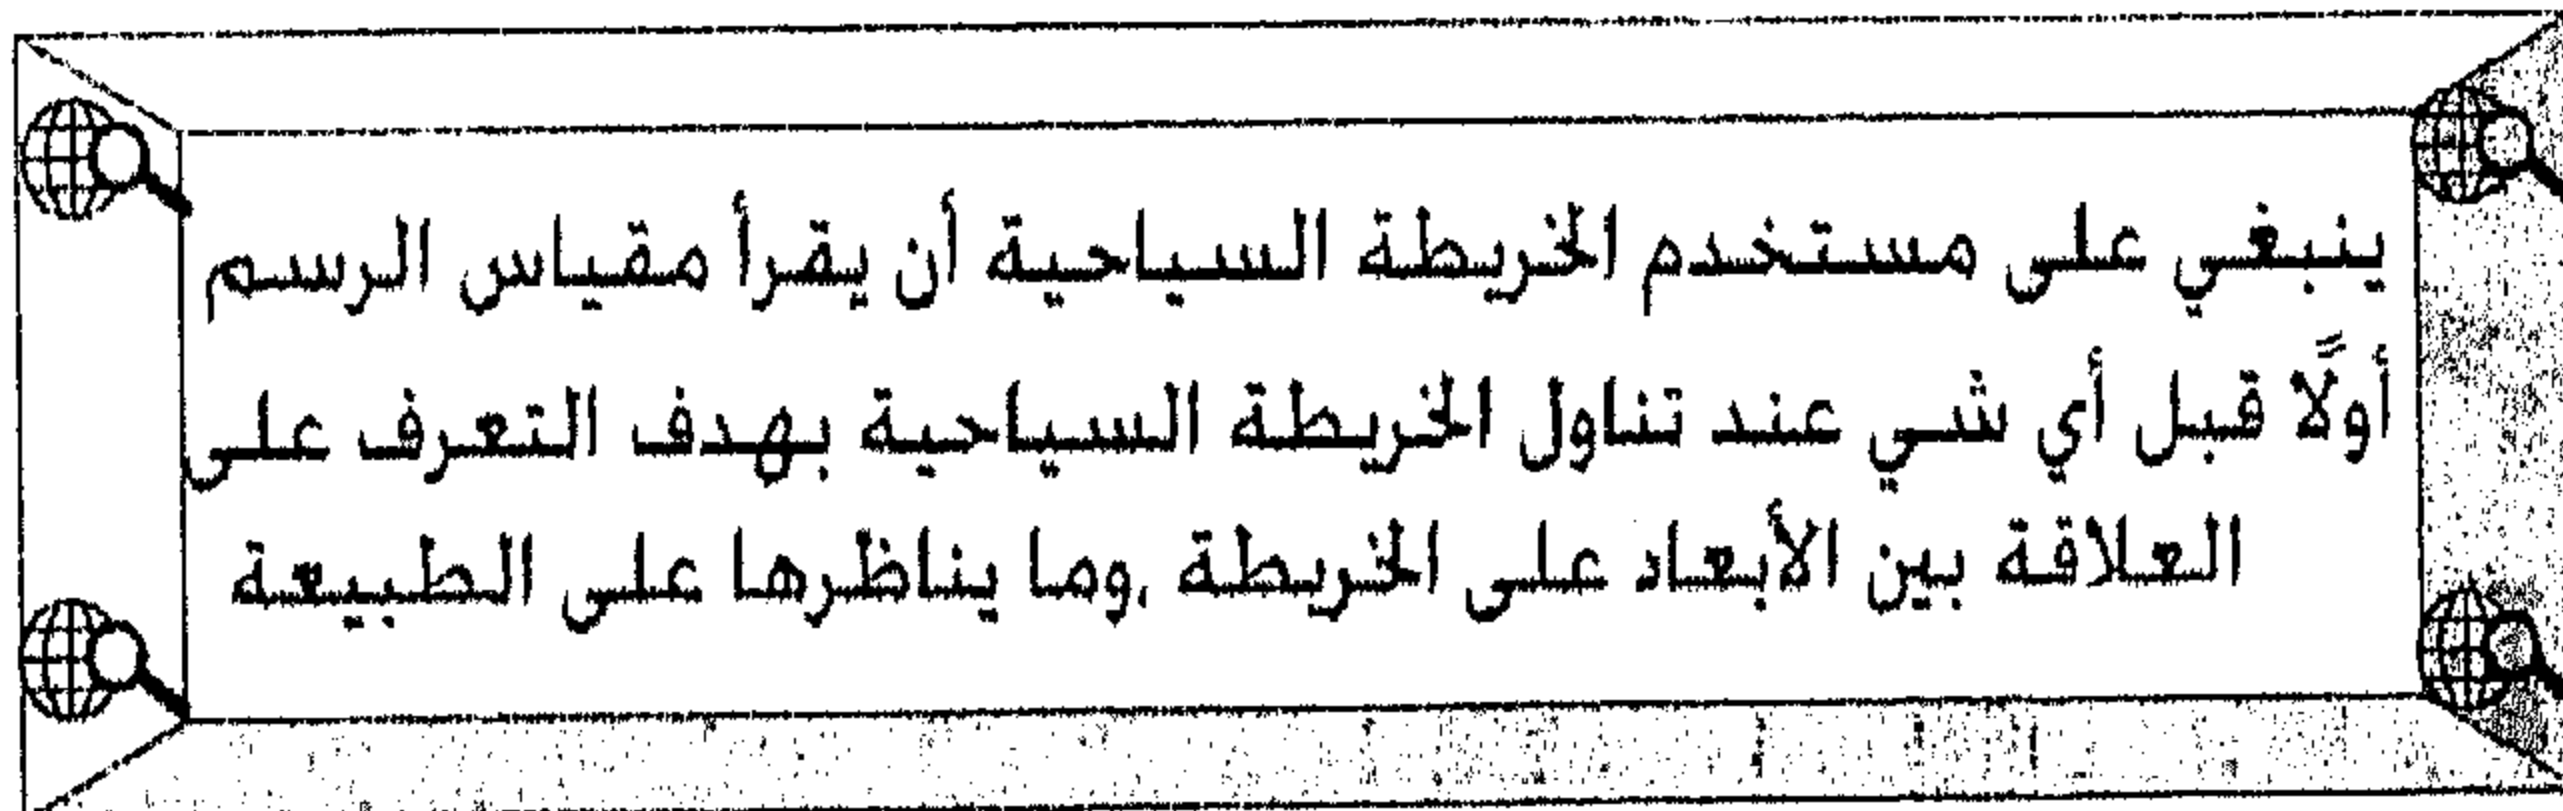 ينبغي على مستخدم الخريطة السياحية أن يقرأ مقياس الرسم
أولًا قبل أي شي عند تناول الخريطة السياحية بهدف التعرف على
العلاقة بين الأبعاد على الخريطة ,وما يناظرها على الطبيعة